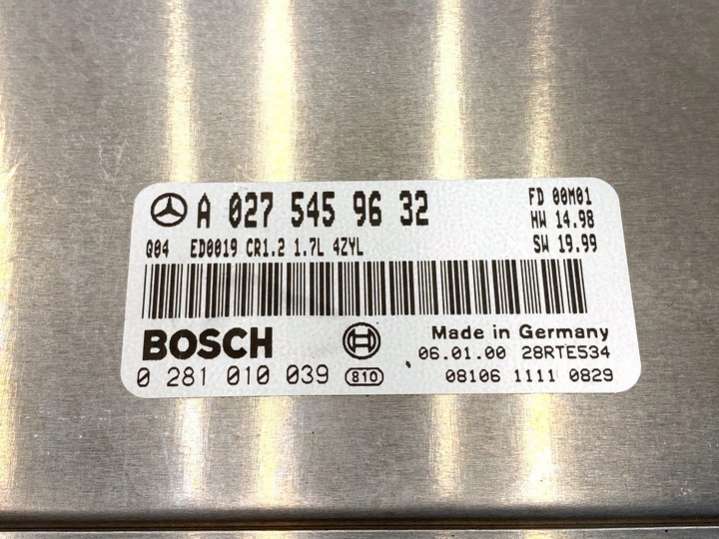 A 027 545 96 32
FD 00M01
HW 14.98
SW 19.99
Q04 ED0019 CR1.2 1.7L 4ZYL
BOSCH
Made in Germany
06.01.00 28RTE534
0 281 010 039 810
08106 1111 0829